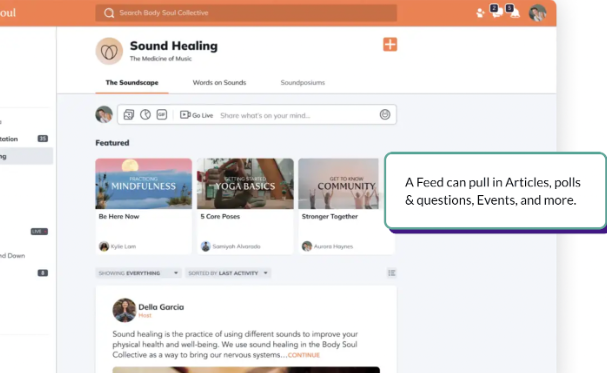 oul
Search Body Soul Collective
2
5
Sound Healing
The Medicine of Music
The Soundscape
Words on Sounds
Soundposiums
GIF
Go Live
Share what's on your mind...
tation
35
ng
LIVE
nd Down
8
Featured
PRACTICING
MINDFULNESS
GETTING STARTED
YOGA BASICS
GET TO KNOW
COMMUNITY
Be Here Now
5 Core Poses
Stronger Together
Kyle Lam
Samiyah Alvarado
Aurora Haynes
A Feed can pull in Articles, polls
& questions, Events, and more.
SHOWING EVERYTHING
SORTED BY LAST ACTIVITY
Della Garcia
Host
Sound healing is the practice of using different sounds to improve your
physical health and well-being. We use sound healing in the Body Soul
Collective as a way to bring our nervous systems...CONTINUE